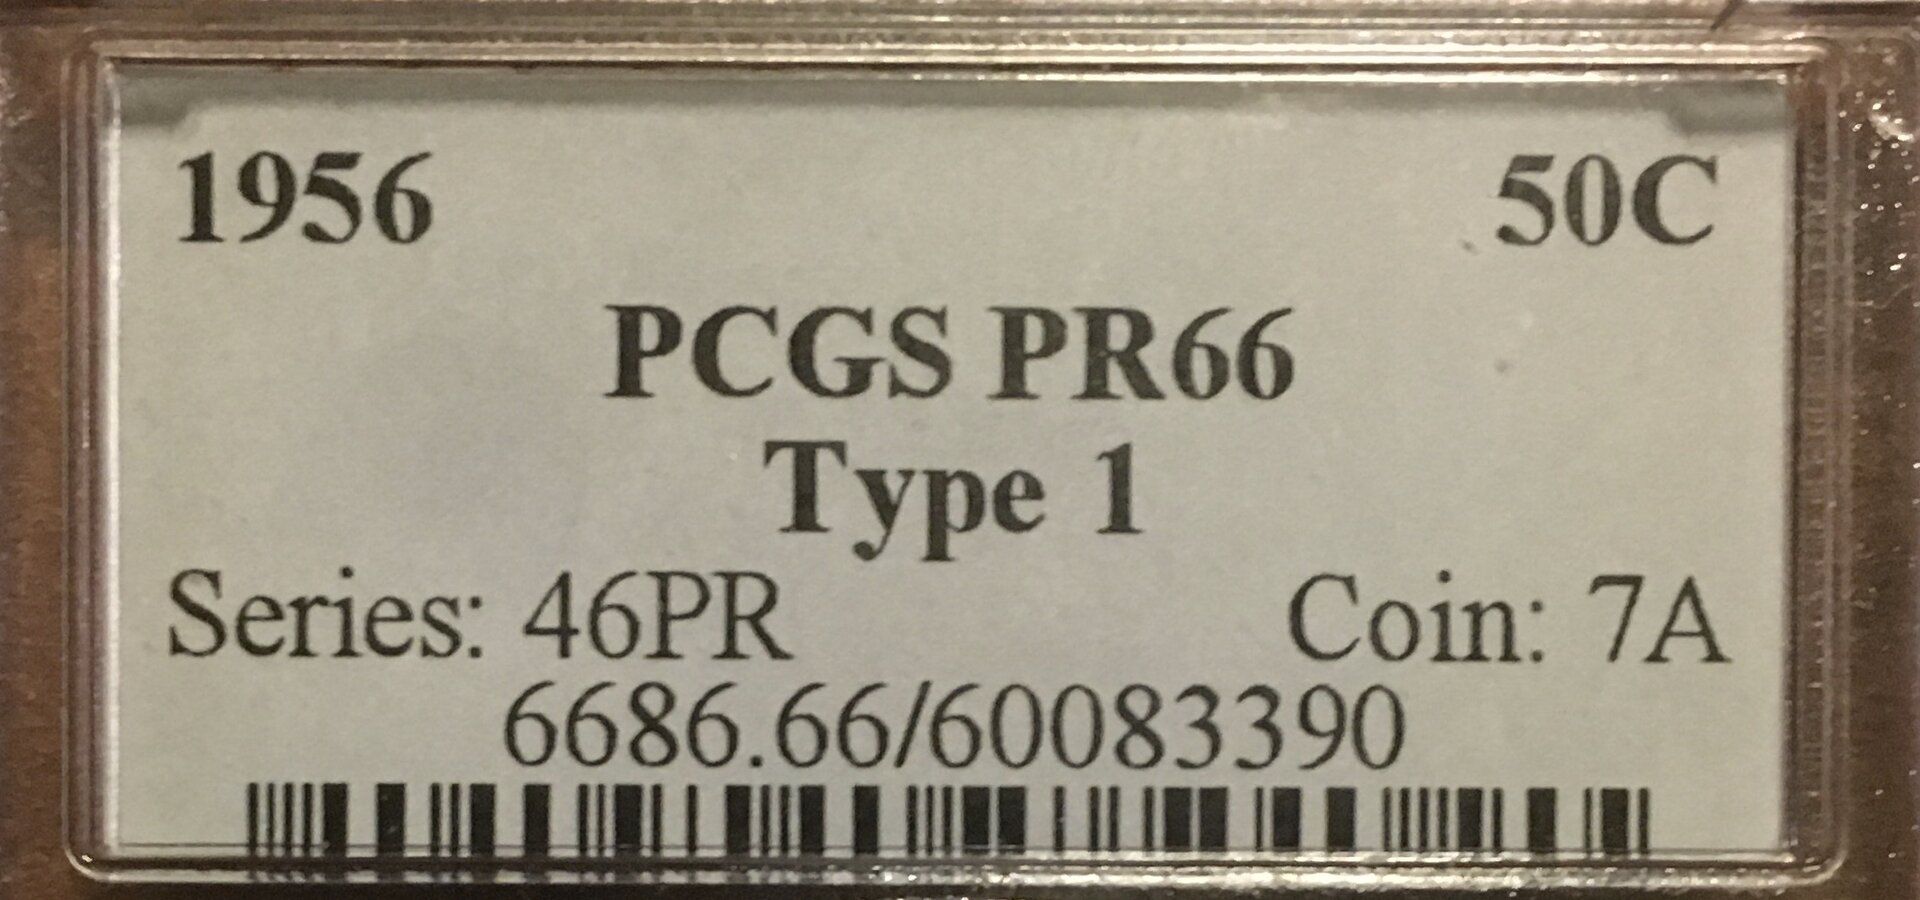 1956 50C
PCGS PR66
Type 1
Series: 46PR Coin: 7A
6686.66/60083390